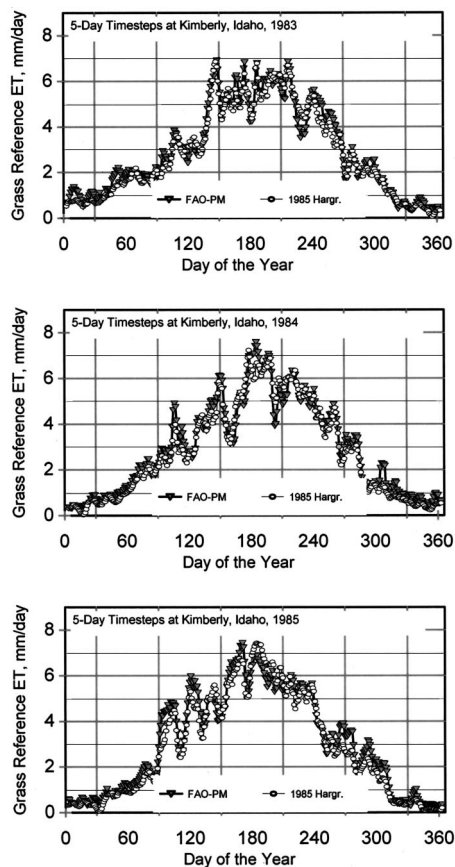 5-Day Timesteps at Kimberly, Idaho, 1983
Grass Reference ET, mm/day
8
6
4
2
0
FAO-PM
1985 Hargr.
0 60 120 180 240 300 360
Day of the Year
5-Day Timesteps at Kimberly, Idaho, 1984
Grass Reference ET, mm/day
8
6
4
2
0
FAO-PM
1985 Hargr.
0 60 120 180 240 300 360
Day of the Year
5-Day Timesteps at Kimberly, Idaho, 1985
Grass Reference ET, mm/day
8
6
4
2
0
FAO-PM
1985 Hargr.
0 60 120 180 240 300 360
Day of the Year